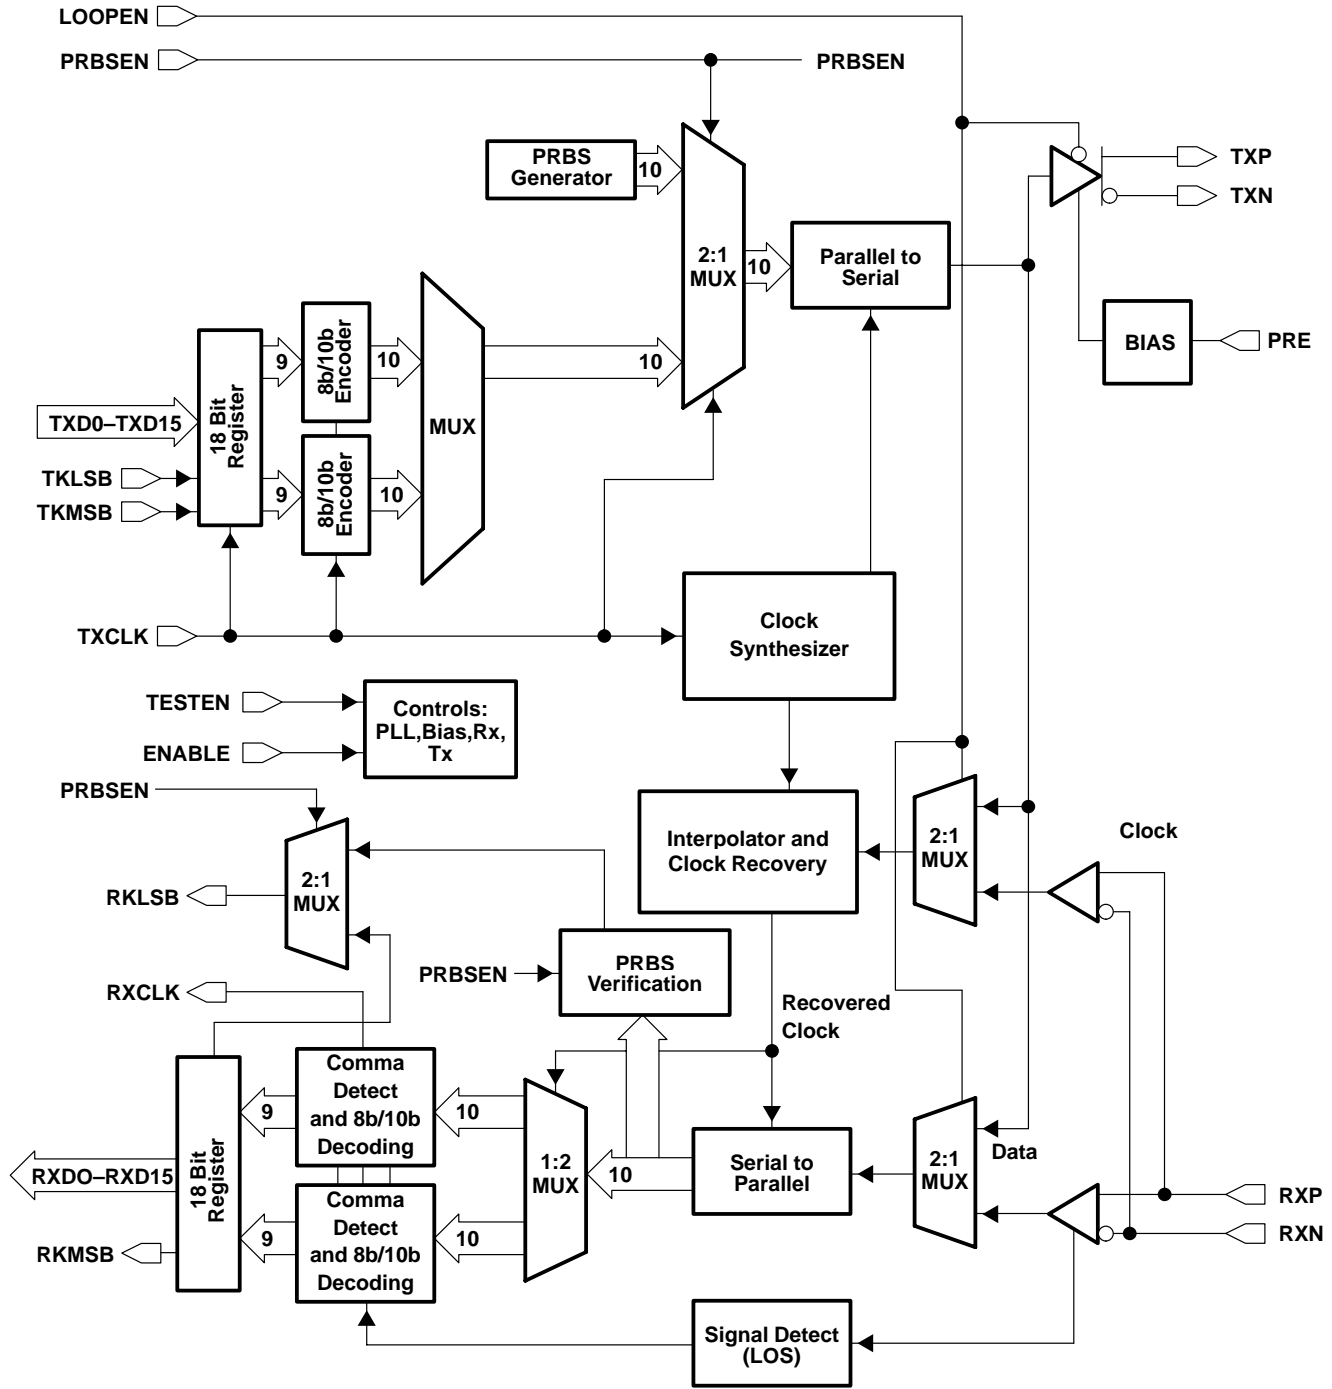 LOOPEN
PRBSEN
PRBSEN
PRBS
Generator
10
TXP
TXN
2:1
MUX
10
Parallel to
Serial
BIAS
PRE
18 Bit
Register
9
8b/10b
Encoder
10
10
TXD0–TXD15
MUX
TKLSB
TKMSB
9
8b/10b
Encoder
10
TXCLK
Clock
Synthesizer
TESTEN
ENABLE
Controls:
PLL,Bias,Rx,
Tx
PRBSEN
2:1
MUX
RKLSB
Interpolator and
Clock Recovery
2:1
MUX
Clock
PRBSEN
PRBS
Verification
RXCLK
Recovered
Clock
Comma
Detect
and 8b/10b
Decoding
9
10
18 Bit
Register
RXDO–RXD15
1:2
MUX
10
Serial to
Parallel
2:1
MUX
Data
RXP
RXN
RKMSB
9
Comma
Detect
and 8b/10b
Decoding
10
Signal Detect
(LOS)